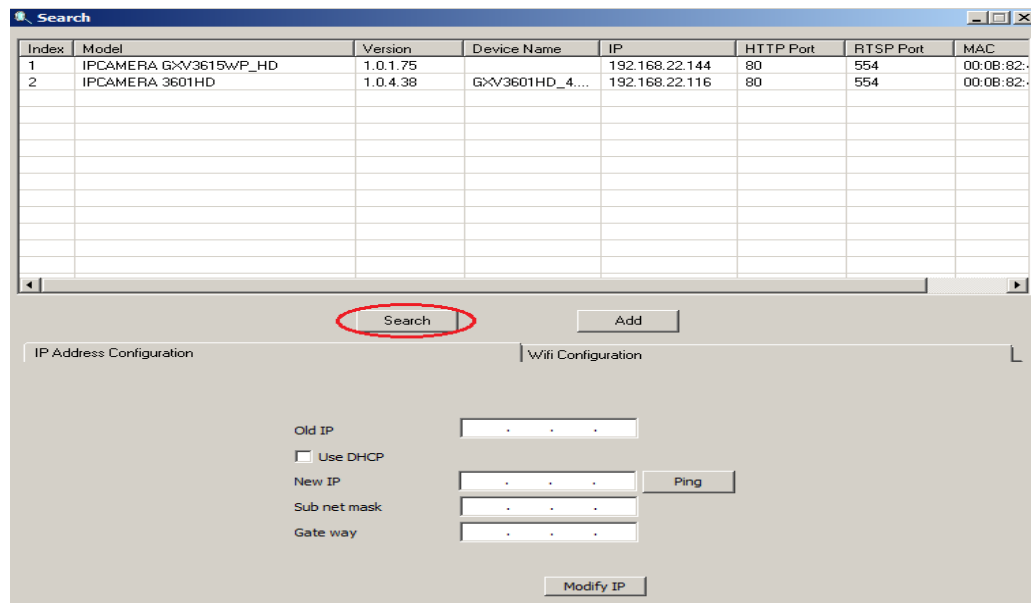 Search
Index Model Version Device Name IP HTTP Port RTSP Port MAC
1 IPCAMERA GXV3615WP_HD 1.0.1.75 192.168.22.144 80 554 00:0B:82:
2 IPCAMERA 3601HD 1.0.4.38 GXV3601HD_4.... 192.168.22.116 80 554 00:0B:82:
Search Add
IP Address Configuration Wifi Configuration
Old IP . . .
Use DHCP
New IP . . . Ping
Sub net mask . . .
Gate way . . .
Modify IP